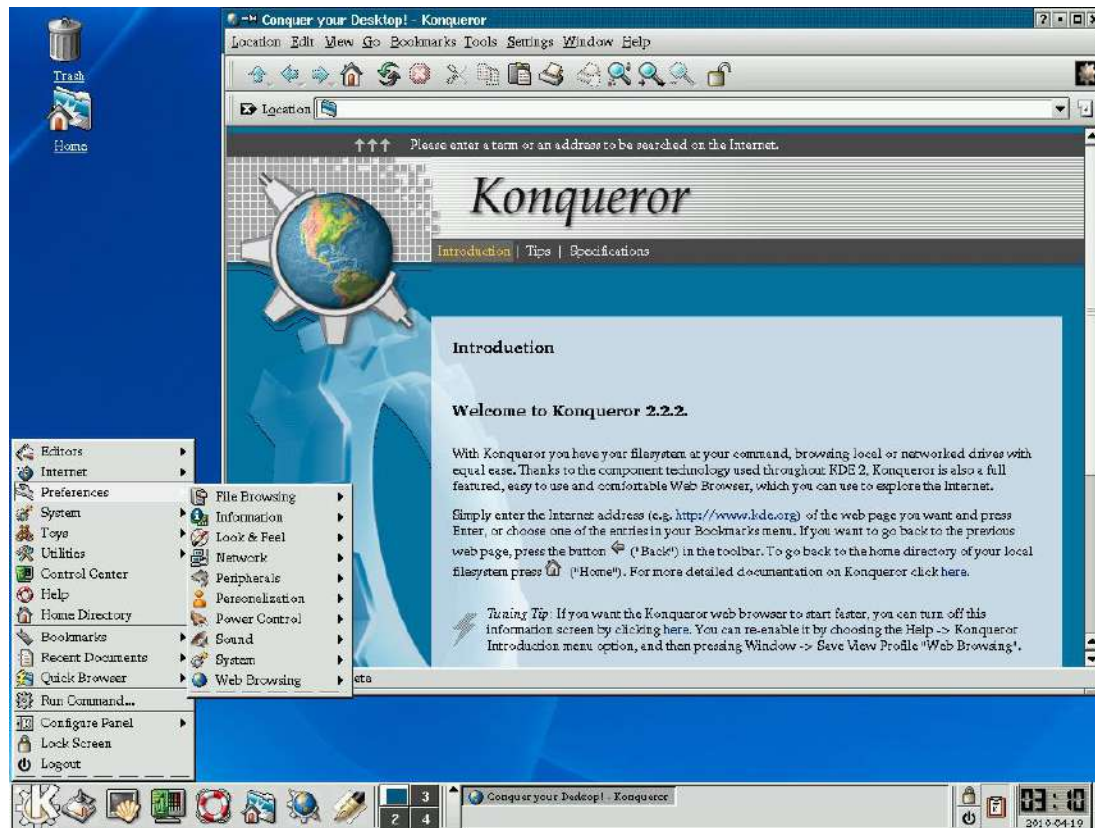 Trash
Home
Conquer your Desktop! - Konqueror
Location Edit View Go Bookmarks Tools Settings Window Help
Location
Please enter a term or an address to be searched on the Internet.
Konqueror
Introduction | Tips | Specifications
Introduction
Welcome to Konqueror 2.2.2.
With Konqueror you have your filesystem at your command, browsing local or networked drives with
equal ease. Thanks to the component technology used throughout KDE 2, Konqueror is also a full
featured, easy to use and comfortable Web Browser, which you can use to explore the Internet.
Simply enter the Internet address (e.g. http://www.kde.org) of the web page you want and press
Enter, or choose one of the entries in your Bookmarks menu. If you want to go back to the previous
web page, press the button ("Back") in the toolbar. To go back to the home directory of your local
filesystem press ("Home"). For more detailed documentation on Konqueror click here.
Tuning Tip: If you want the Konqueror web browser to start faster, you can turn off this
information screen by clicking here. You can re-enable it by choosing the Help -> Konqueror
Introduction menu option, and then pressing Window -> Save View Profile "Web Browsing".
Editors
Internet
Preferences
System
Toys
Utilities
Control Center
Help
Home Directory
Bookmarks
Recent Documents
Quick Browser
Run Command...
Configure Panel
Lock Screen
Logout
File Browsing
Information
Look & Feel
Network
Peripherals
Personalization
Power Control
Sound
System
Web Browsing
3
2 4
Conquer your Desktop! - Konqueror
03:10
2010-04-19